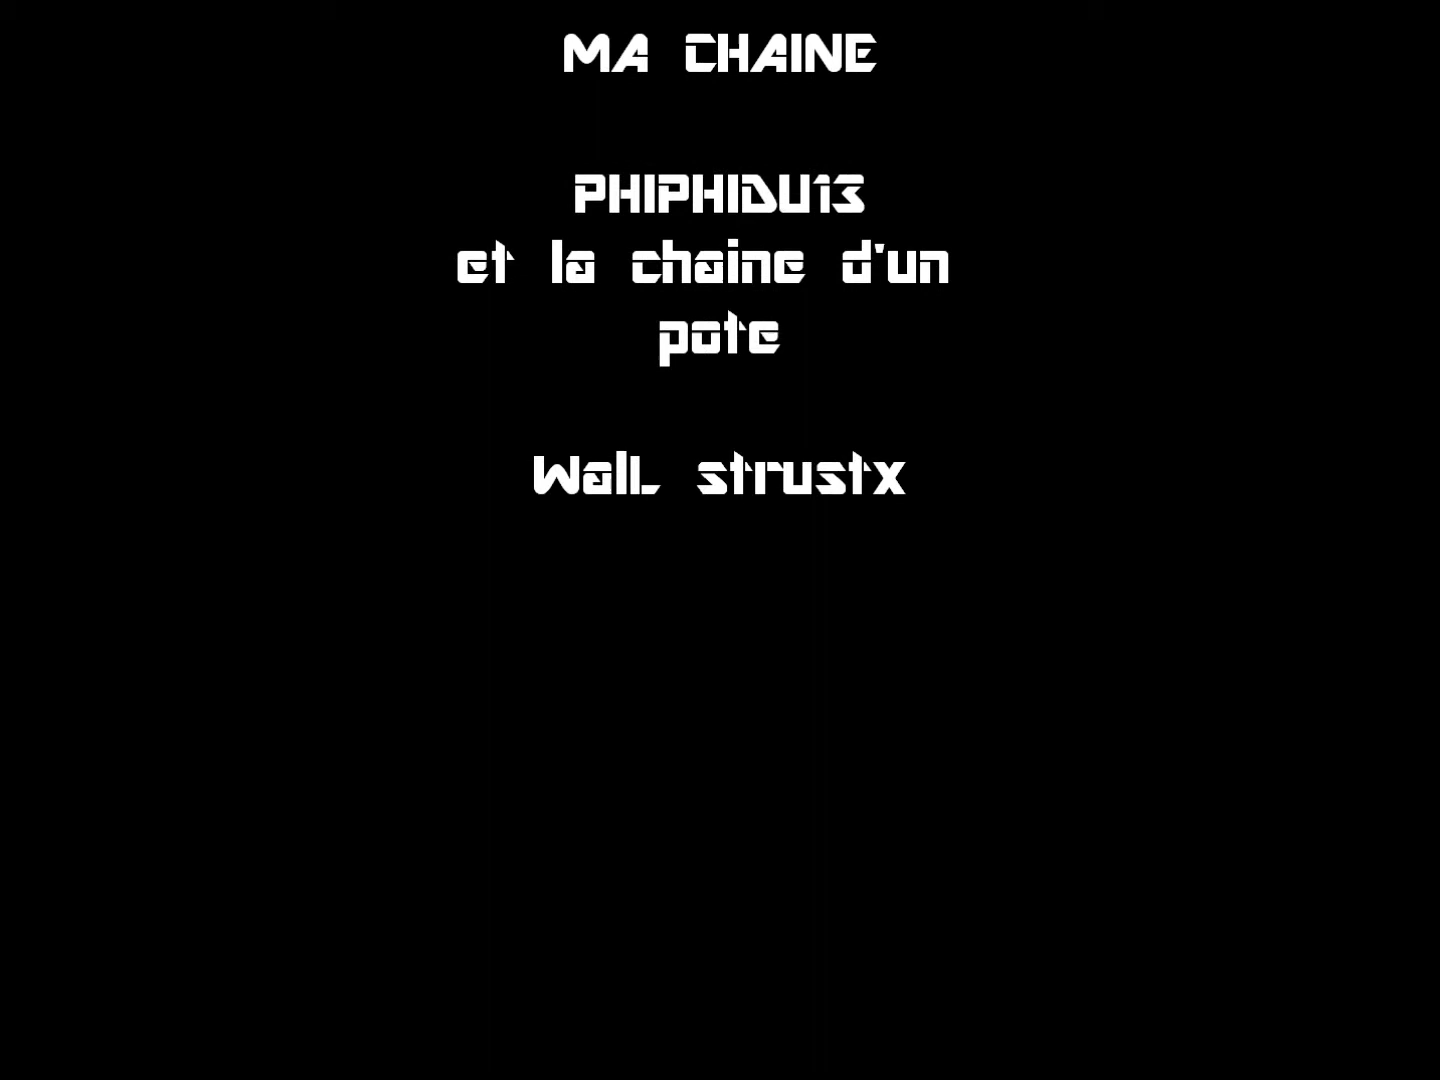 MA CHAINE
PHIPHIDU13
et la chaine d'un
pote
WalL strustx